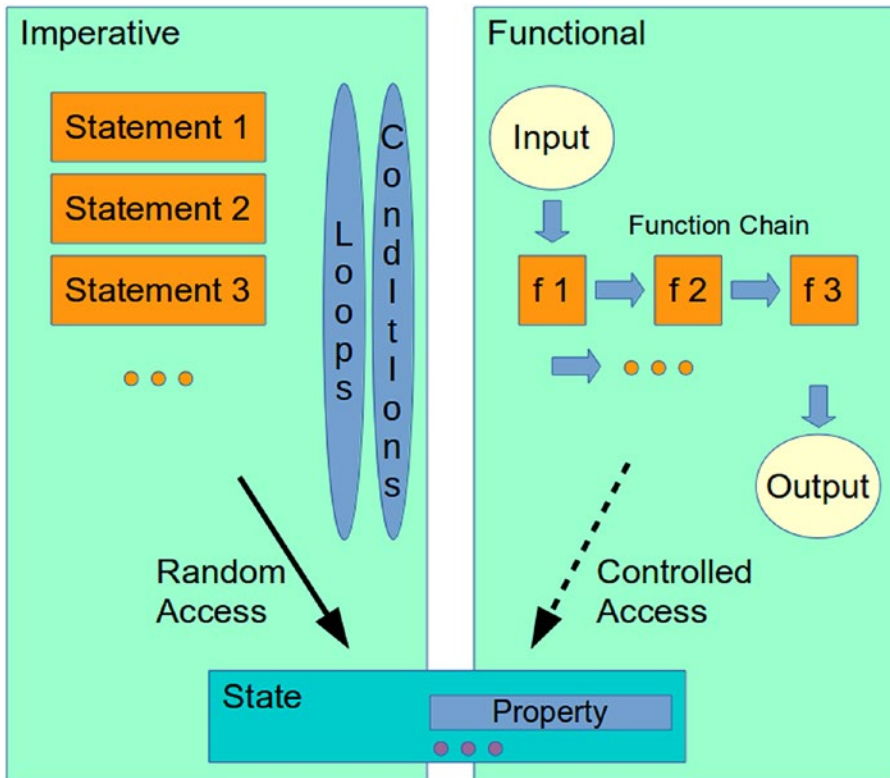 Imperative
Statement 1
Statement 2
Statement 3
Loops
CondItIons
Random
Access
Functional
Input
Function Chain
f 1
f 2
f 3
Output
Controlled
Access
State
Property